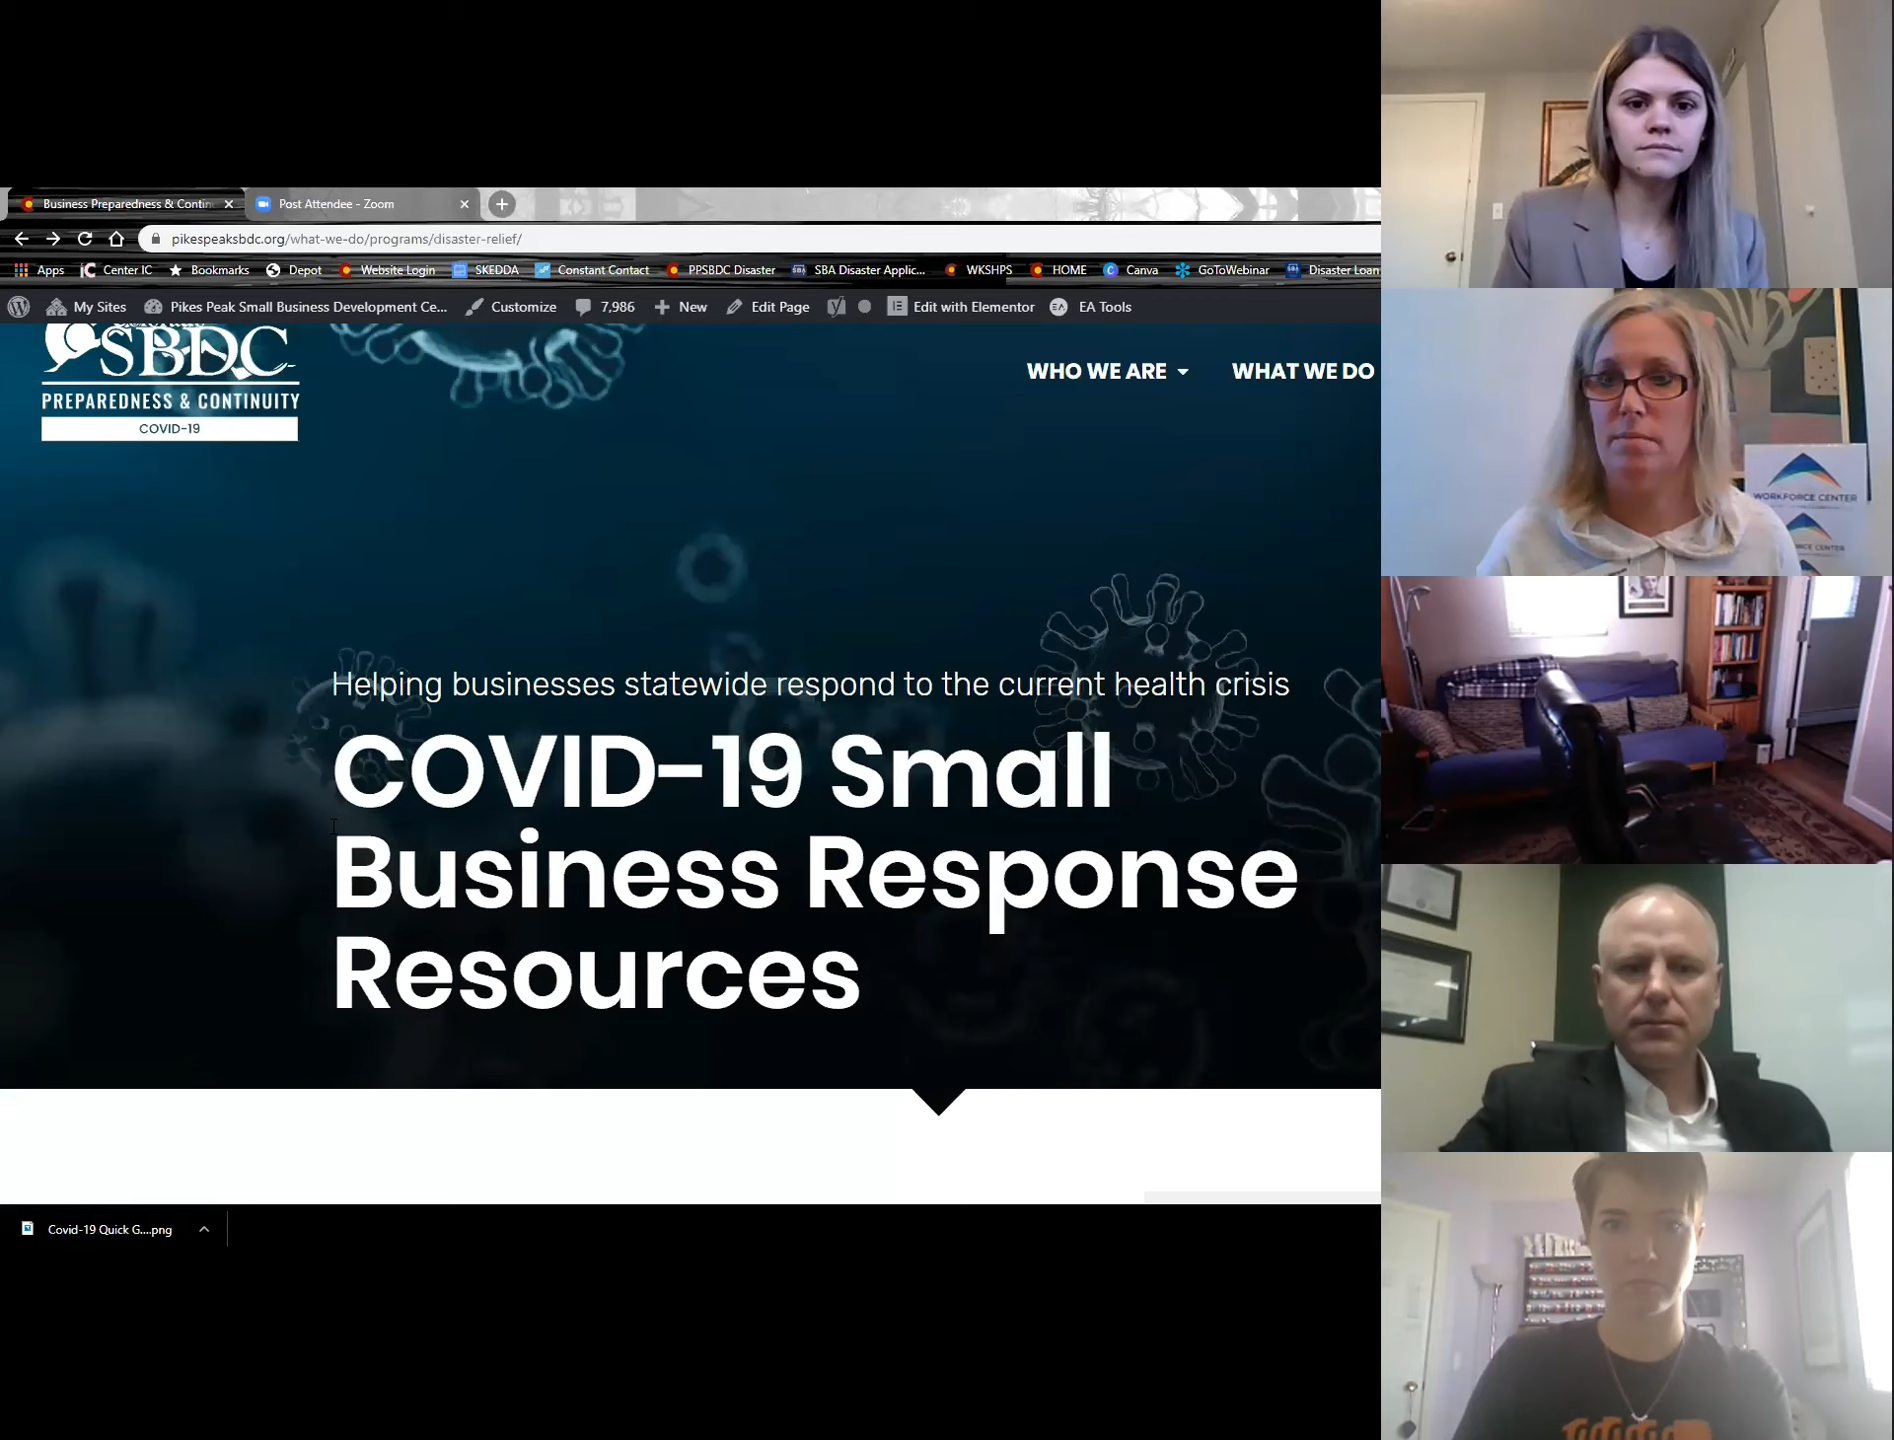 Business Preparedness & Contin
Post Attendee - Zoom
pikespeaksbdc.org/what-we-do/programs/disaster-relief/
Apps
Center IC
Bookmarks
Depot
Website Login
SKEDDA
Constant Contact
PPSBDC Disaster
SBA Disaster Applic...
WKSHPS
HOME
Canva
GoToWebinar
Disaster Loan
My Sites
Pikes Peak Small Business Development Ce...
Customize
7,986
New
Edit Page
Edit with Elementor
EA Tools
SBDC
PREPAREDNESS & CONTINUITY
COVID-19
WHO WE ARE
WHAT WE DO
Helping businesses statewide respond to the current health crisis
COVID-19 Small
Business Response
Resources
Covid-19 Quick G....png
WORKFORCE CENTER
CENTER